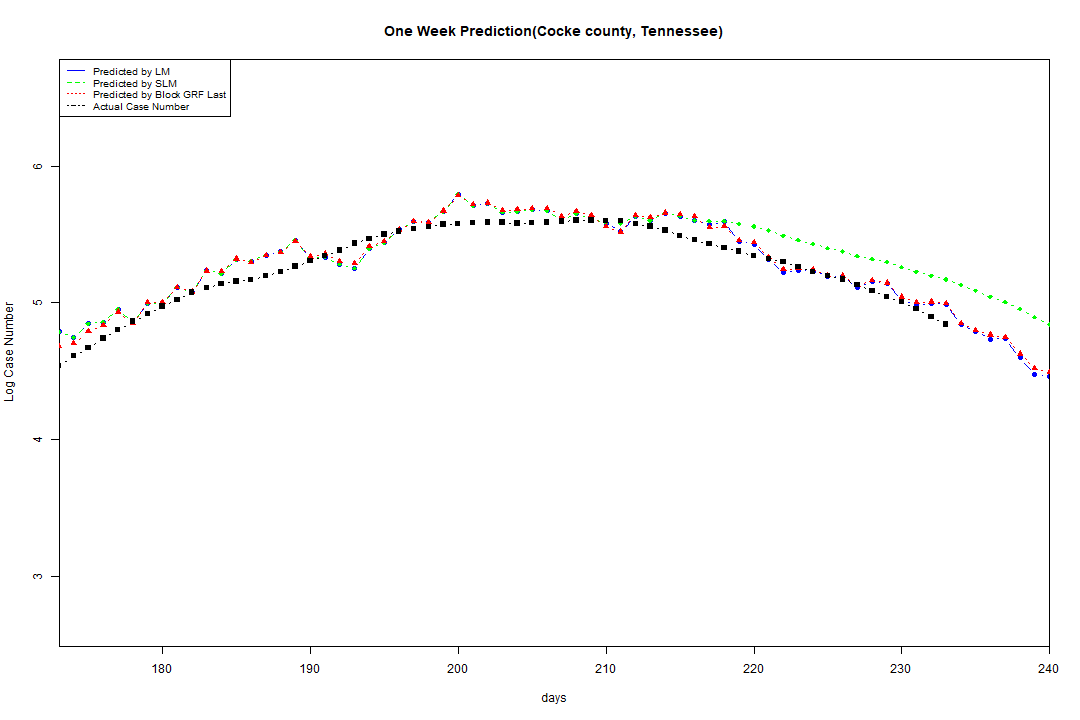 One Week Prediction(Cocke county, Tennessee)
Predicted by LM
Predicted by SLM
Predicted by Block GRF Last
Actual Case Number
6
5
4
3
Log Case Number
180 190 200 210 220 230 240
days